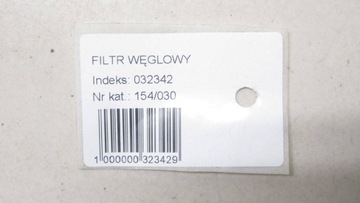 FILTR WĘGLOWY
Indeks: 032342
Nr kat.: 154/030
1 000000 323429